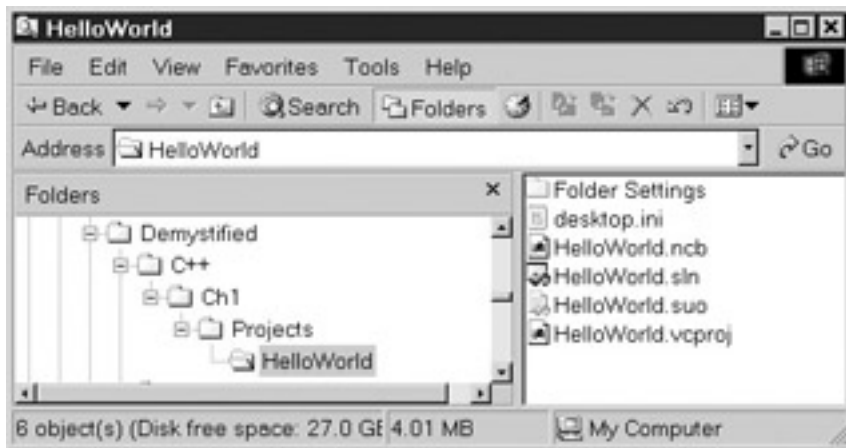 HelloWorld
File Edit View Favorites Tools Help
Back Search Folders
Address HelloWorld Go
Folders
Demystified
C++
Ch1
Projects
HelloWorld
Folder Settings
desktop.ini
HelloWorld.ncb
HelloWorld.sln
HelloWorld.suo
HelloWorld.vcproj
6 object(s) (Disk free space: 27.0 GE 4.01 MB My Computer